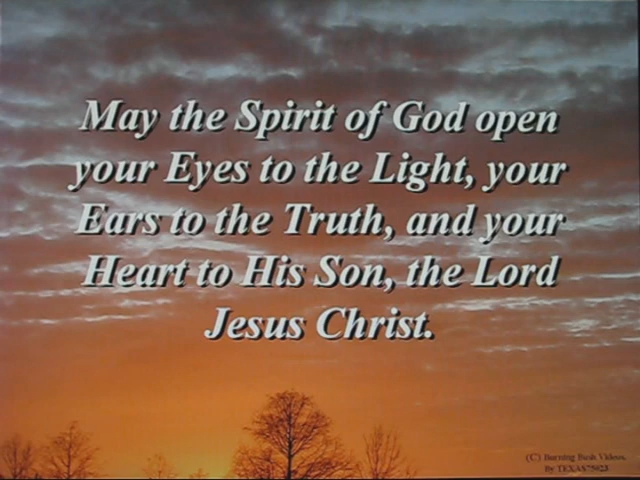 May the Spirit of God open
your Eyes to the Light, your
Ears to the Truth, and your
Heart to His Son, the Lord
Jesus Christ.
(C) Burning Bush Videos.
By TEXAS75023